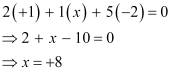 2(+1) + 1(x) + 5(−2) = 0
⇒ 2 + x − 10 = 0
⇒ x = +8